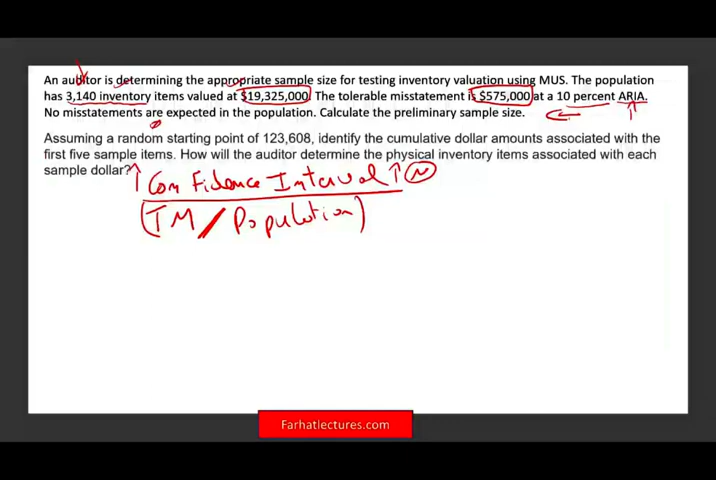 An auditor is determining the appropriate sample size for testing inventory valuation using MUS. The population
has 3,140 inventory items valued at $19,325,000. The tolerable misstatement is $575,000 at a 10 percent ARIA.
No misstatements are expected in the population. Calculate the preliminary sample size.
Assuming a random starting point of 123,608, identify the cumulative dollar amounts associated with the
first five sample items. How will the auditor determine the physical inventory items associated with each
sample dollar?
Confidence Interval N
(TM / Population)
Farhatlectures.com